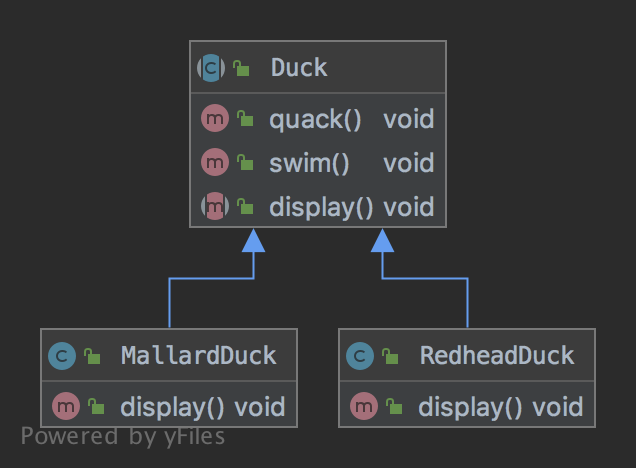 Duck
quack() void
swim() void
display() void
MallardDuck
display() void
RedheadDuck
display() void
Powered by yFiles